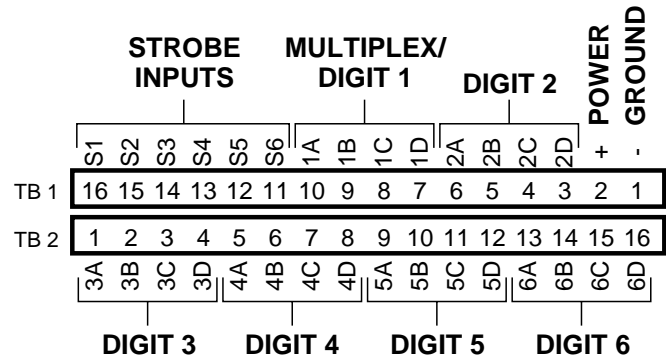 STROBE INPUTS
MULTIPLEX/ DIGIT 1
DIGIT 2
POWER
GROUND
S1 S2 S3 S4 S5 S6 1A 1B 1C 1D 2A 2B 2C 2D + -
TB 1 16 15 14 13 12 11 10 9 8 7 6 5 4 3 2 1
TB 2 1 2 3 4 5 6 7 8 9 10 11 12 13 14 15 16
3A 3B 3C 3D 4A 4B 4C 4D 5A 5B 5C 5D 6A 6B 6C 6D
DIGIT 3 DIGIT 4 DIGIT 5 DIGIT 6